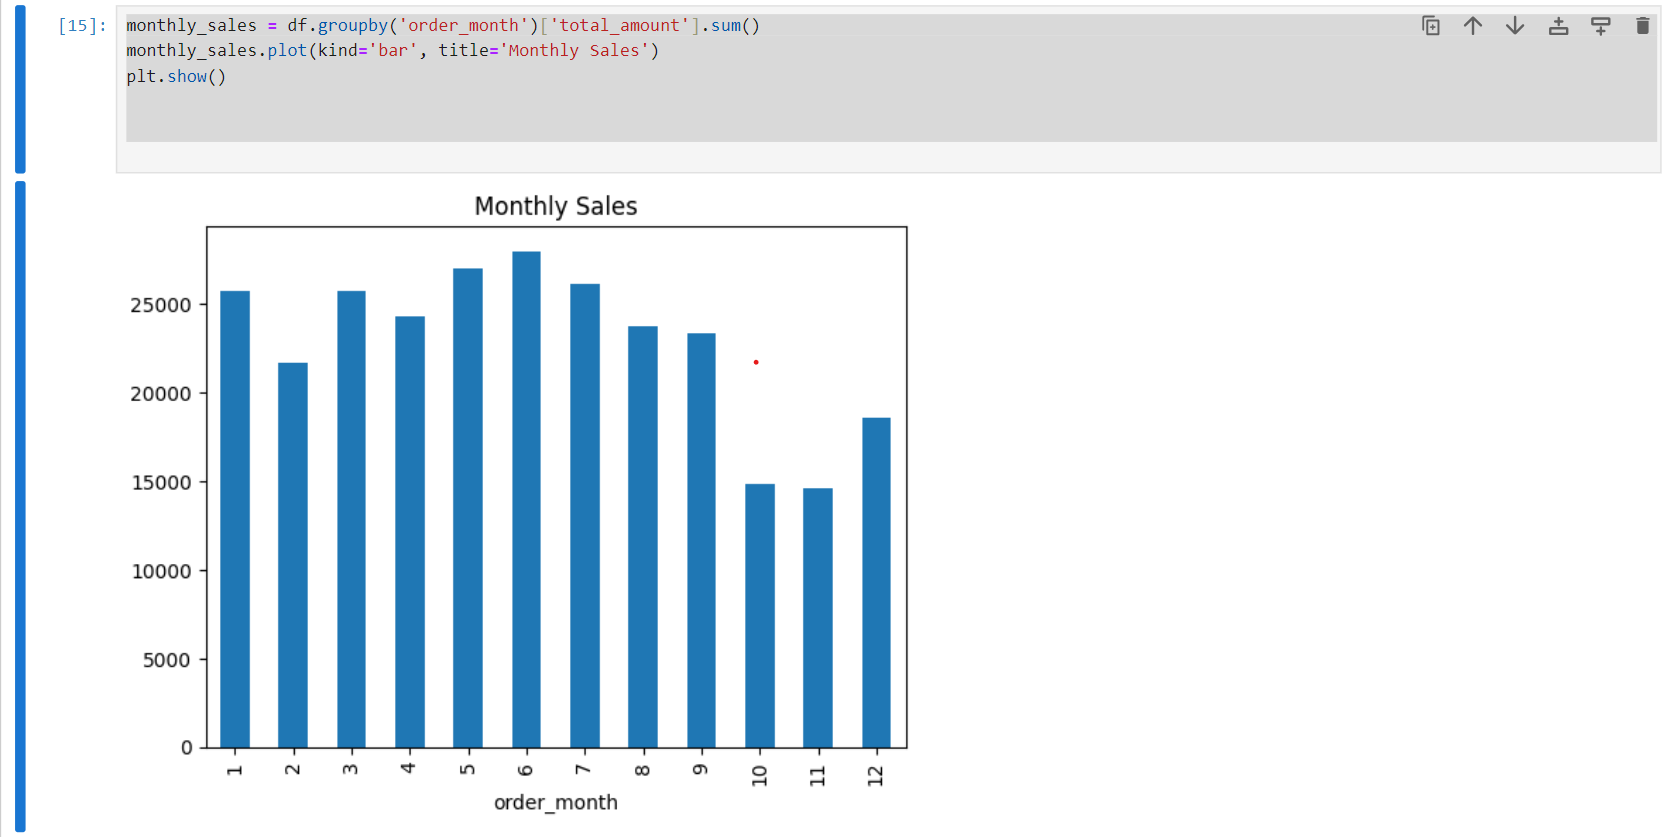 [15]:
monthly_sales = df.groupby('order_month')['total_amount'].sum()
monthly_sales.plot(kind='bar', title='Monthly Sales')
plt.show()
Monthly Sales
25000
20000
15000
10000
5000
0
1 2 3 4 5 6 7 8 9 10 11 12
order_month